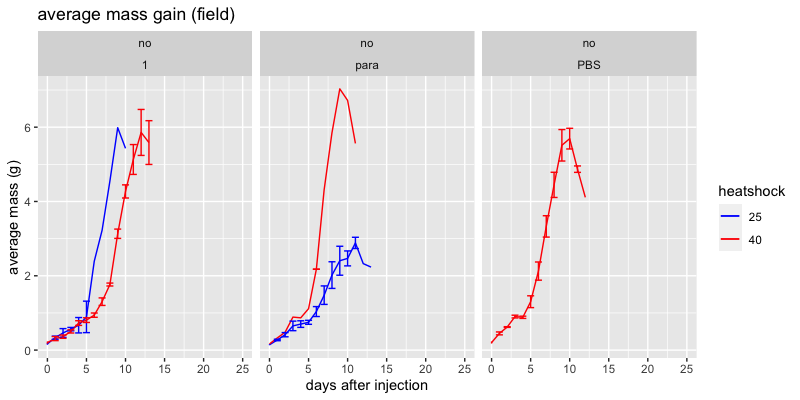 average mass gain (field)
no
no
no
1
para
PBS
6
4
2
0
average mass (g)
0
5
10
15
20
25
0
5
10
15
20
25
0
5
10
15
20
25
days after injection
heatshock
25
40